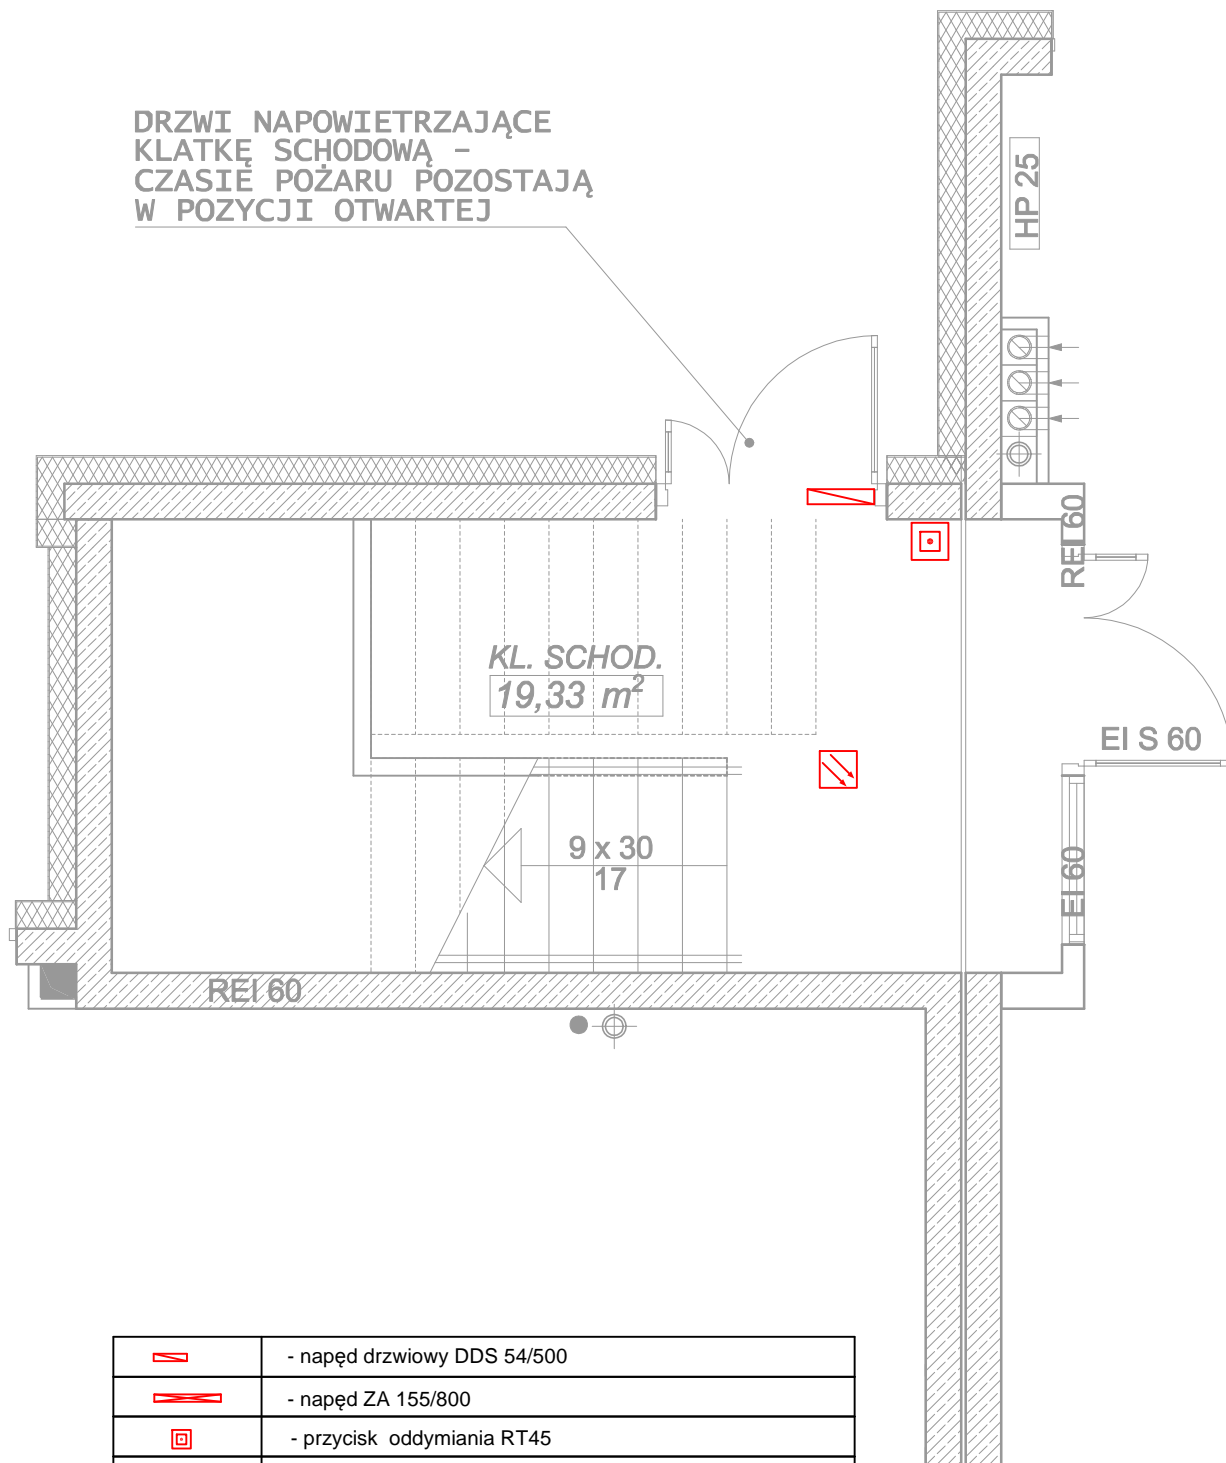 DRZWI NAPOWIETRZAJĄCE
KLATKĘ SCHODOWĄ -
CZASIE POŻARU POZOSTAJĄ
W POZYCJI OTWARTEJ
HP 25
REI 60
KL. SCHOD.
19,33 m²
EI S 60
9 x 30
17
EI 60
REI 60
- napęd drzwiowy DDS 54/500
- napęd ZA 155/800
- przycisk oddymiania RT45